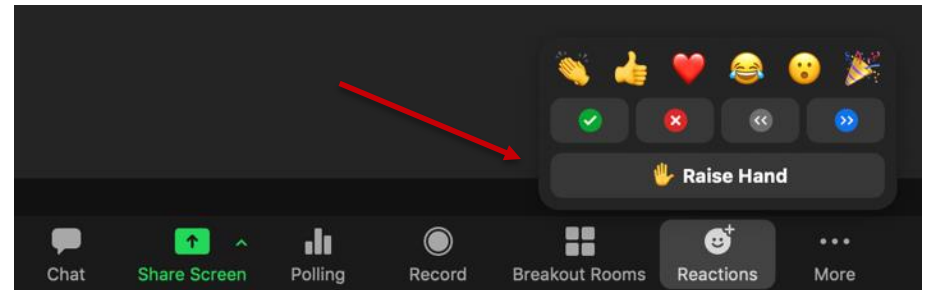 Raise Hand
Chat
Share Screen
Polling
Record
Breakout Rooms
Reactions
More